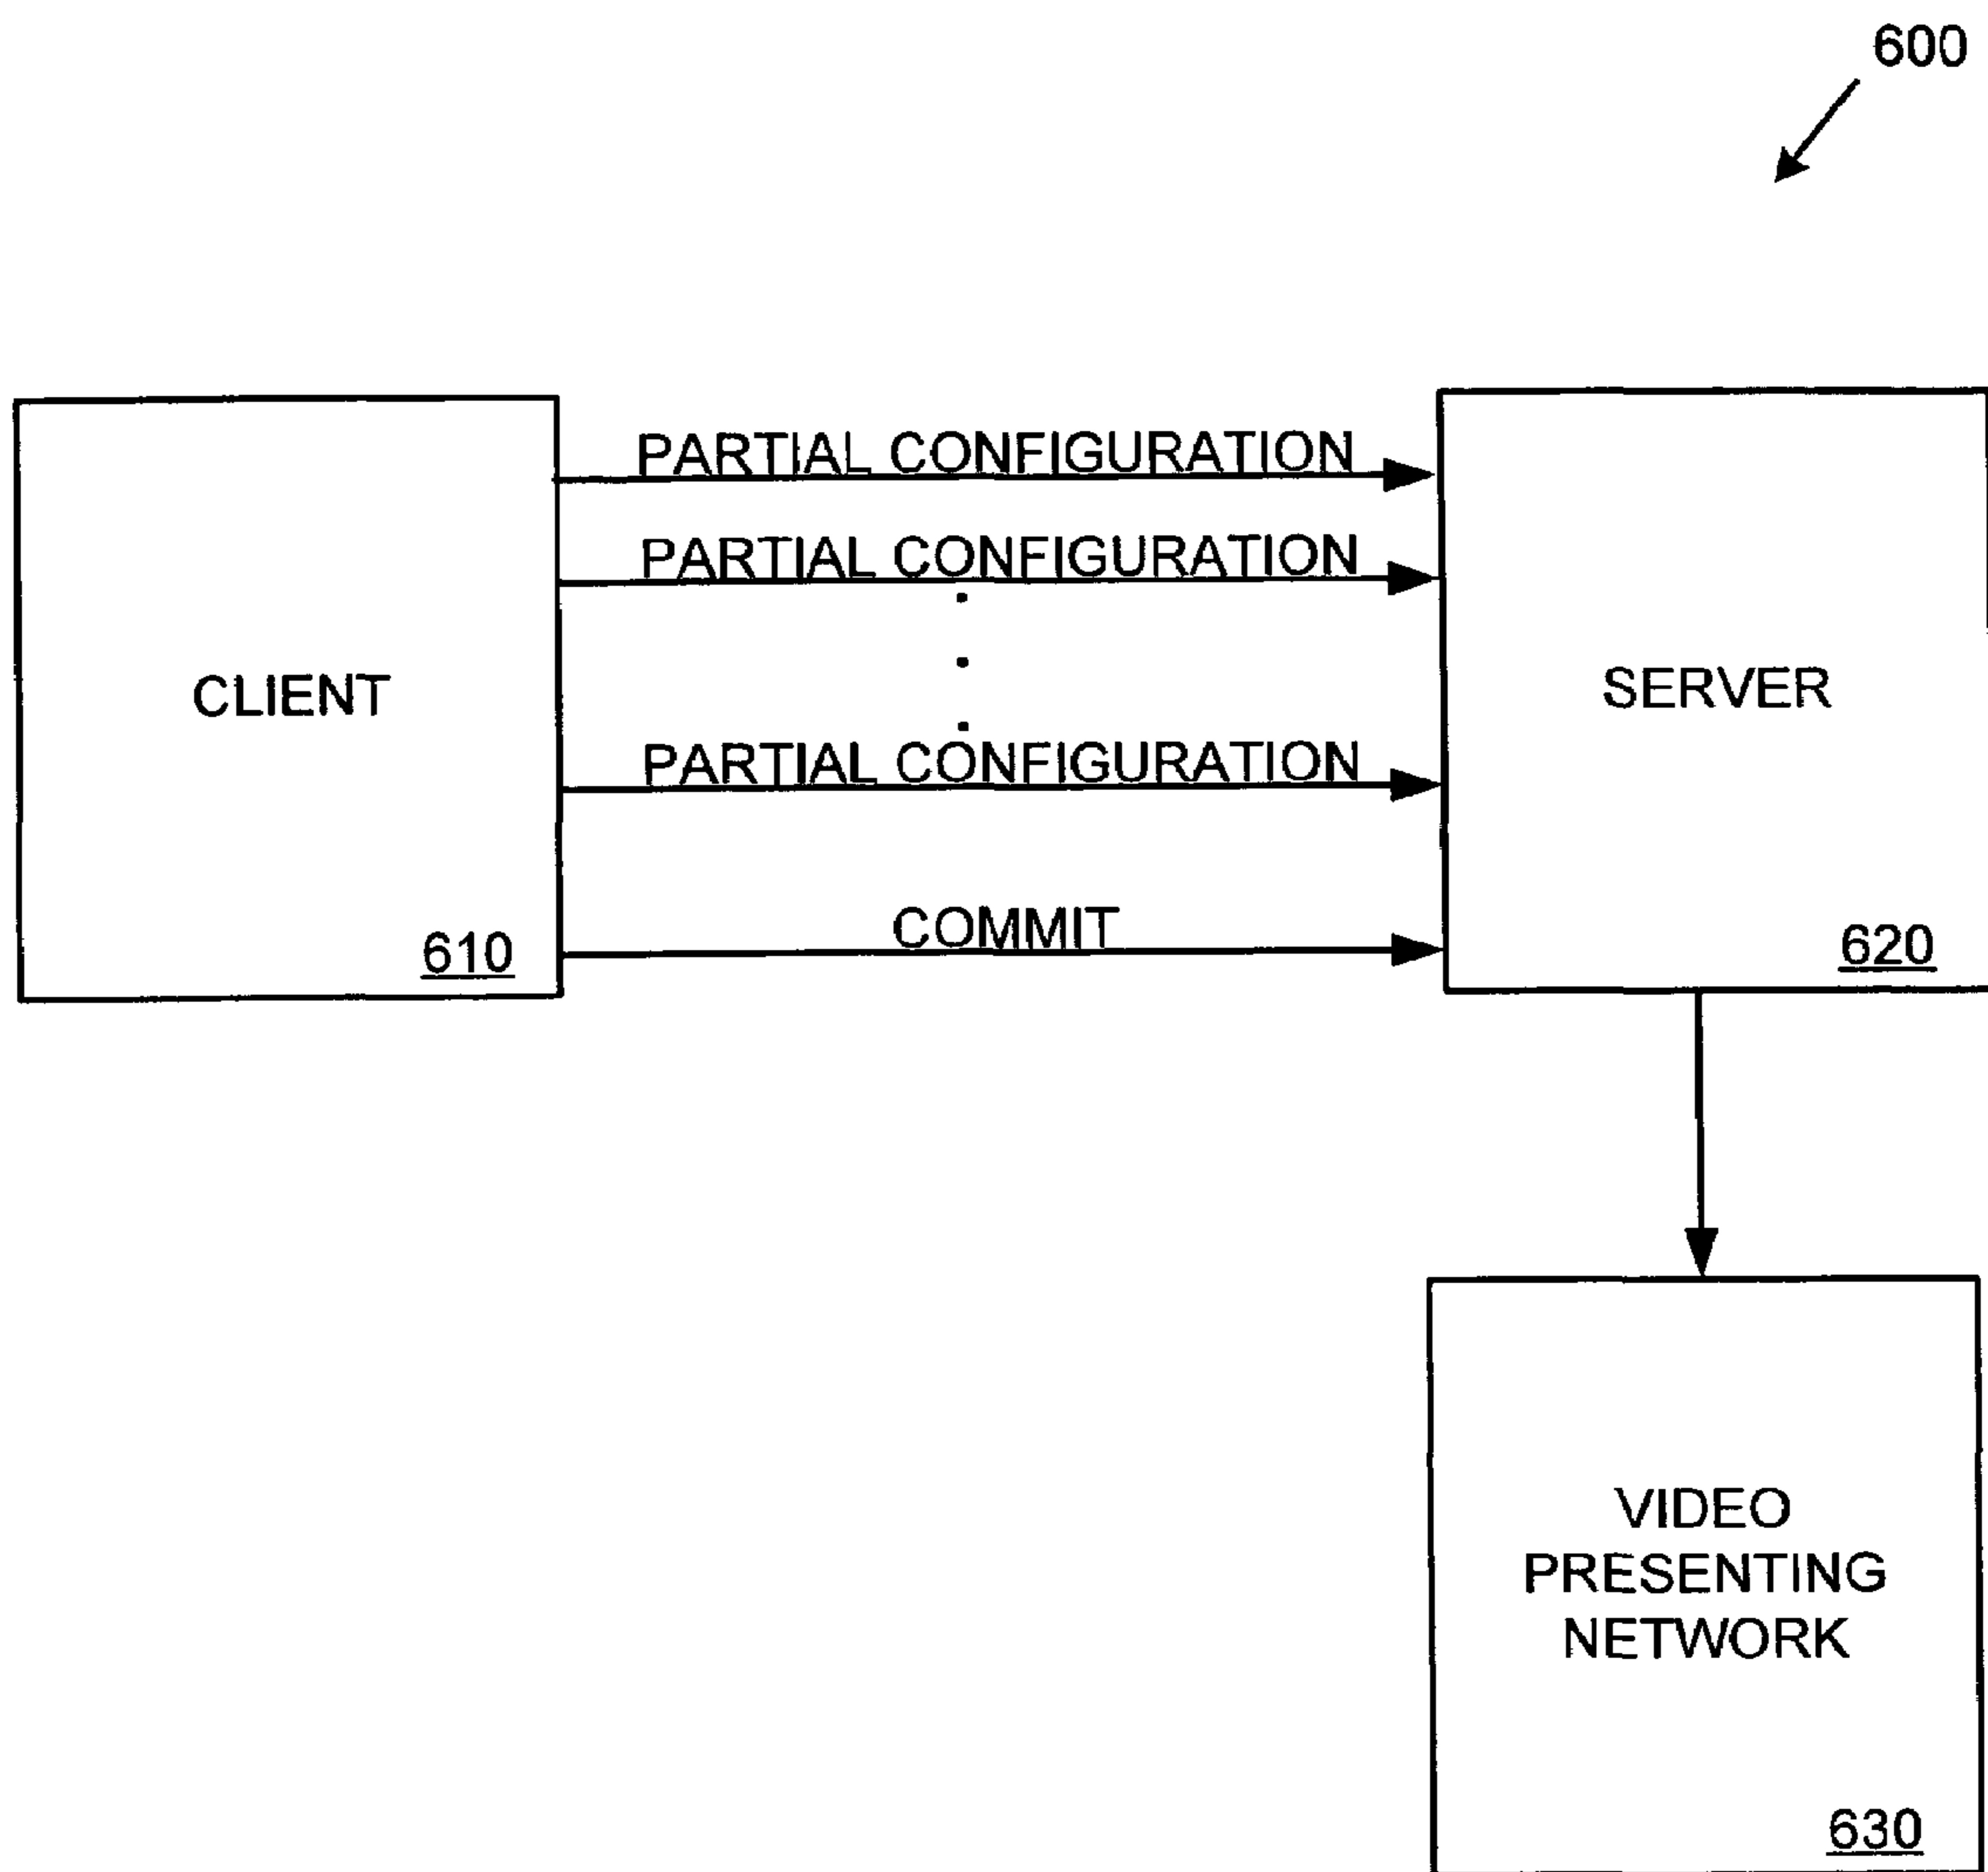 600
PARTIAL CONFIGURATION
PARTIAL CONFIGURATION
.
.
.
PARTIAL CONFIGURATION
COMMIT
CLIENT
610
SERVER
620
VIDEO
PRESENTING
NETWORK
630